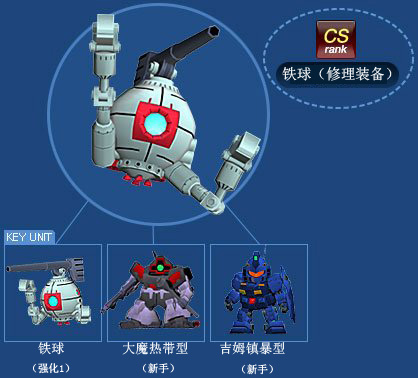 CS
rank
铁球（修理装备）
KEY UNIT
铁球
（强化1）
大魔热带型
（新手）
吉姆镇暴型
（新手）